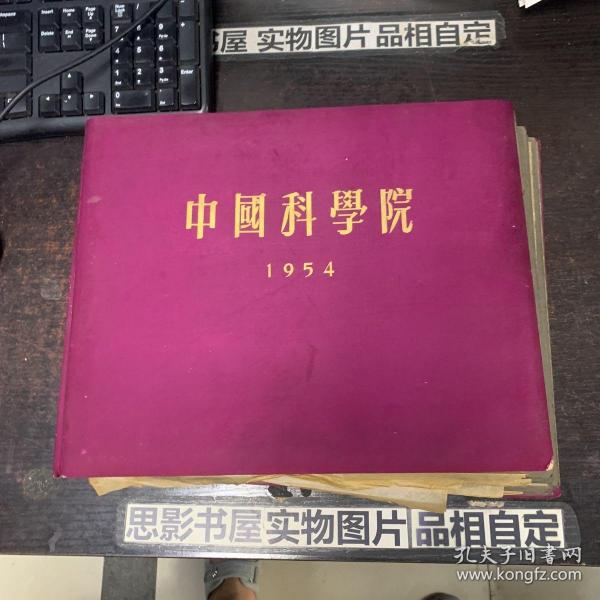 书屋 实物图片 品相自定
中國科學院
1954
思影书屋 实物图片 品相自定
孔夫子旧书网
www.kongfz.com